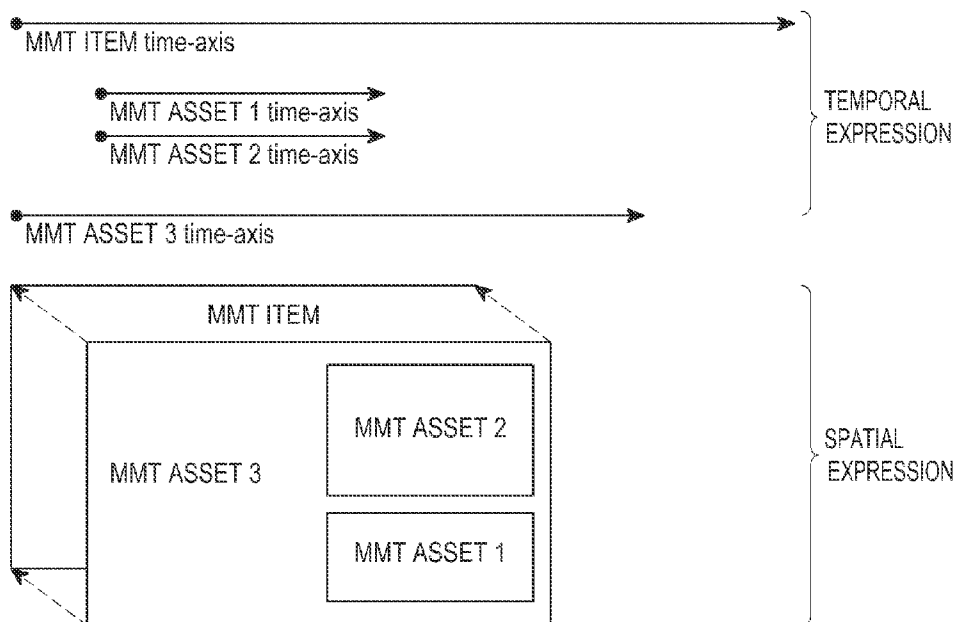 MMT ITEM time-axis
MMT ASSET 1 time-axis
MMT ASSET 2 time-axis
TEMPORAL
EXPRESSION
MMT ASSET 3 time-axis
MMT ITEM
MMT ASSET 2
MMT ASSET 3
SPATIAL
EXPRESSION
MMT ASSET 1